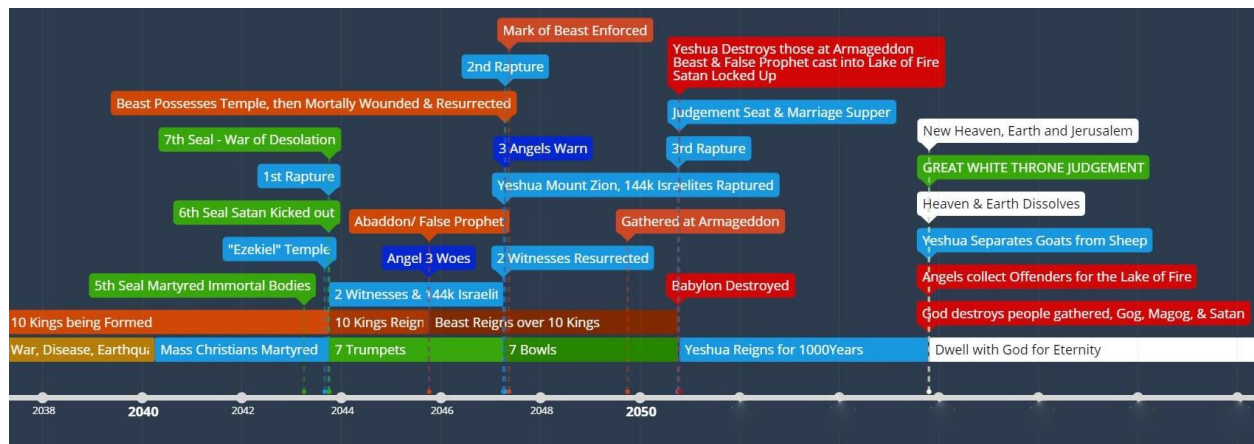 Mark of Beast Enforced
Yeshua Destroys those at Armageddon
Beast & False Prophet cast into Lake of Fire
Satan Locked Up
2nd Rapture
Beast Possesses Temple, then Mortally Wounded & Resurrected
Judgement Seat & Marriage Supper
7th Seal - War of Desolation
3 Angels Warn
3rd Rapture
New Heaven, Earth and Jerusalem
1st Rapture
Yeshua Mount Zion, 144k Israelites Raptured
GREAT WHITE THRONE JUDGEMENT
6th Seal Satan Kicked out
Abaddon/ False Prophet
Gathered at Armageddon
Heaven & Earth Dissolves
"Ezekiel" Temple
Angel 3 Woes
2 Witnesses Resurrected
Yeshua Separates Goats from Sheep
5th Seal Martyred Immortal Bodies
2 Witnesses & 144k Israelit
Babylon Destroyed
Angels collect Offenders for the Lake of Fire
10 Kings being Formed
10 Kings Reign
Beast Reigns over 10 Kings
God destroys people gathered, Gog, Magog, & Satan
War, Disease, Earthqua
Mass Christians Martyred
7 Trumpets
7 Bowls
Yeshua Reigns for 1000Years
Dwell with God for Eternity
2038
2040
2042
2044
2046
2048
2050